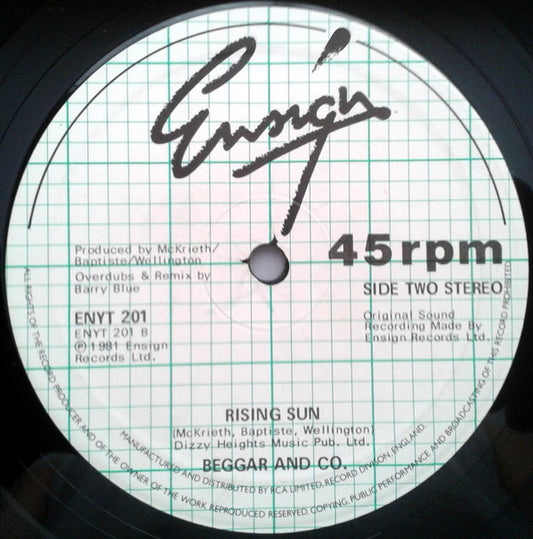 Ensign
45rpm
SIDE TWO STEREO
Produced by McKrieth/
Baptiste/Wellington
Overdubs & Remix by
Barry Blue
ENYT 201
ENYT 201 B
℗1981 Ensign
Records Ltd.
Original Sound
Recording Made By
Ensign Records Ltd.
RISING SUN
(McKrieth, Baptiste, Wellington)
Dizzy Heights Music Pub. Ltd.
BEGGAR AND CO.
MANUFACTURED AND DISTRIBUTED BY RCA LIMITED, RECORD DIVISION, ENGLAND
ALL RIGHTS OF THE RECORD PRODUCER AND OF THE OWNER OF THE WORK REPRODUCED RESERVED COPYING, PUBLIC PERFORMANCE AND BROADCASTING OF THIS RECORD PROHIBITED